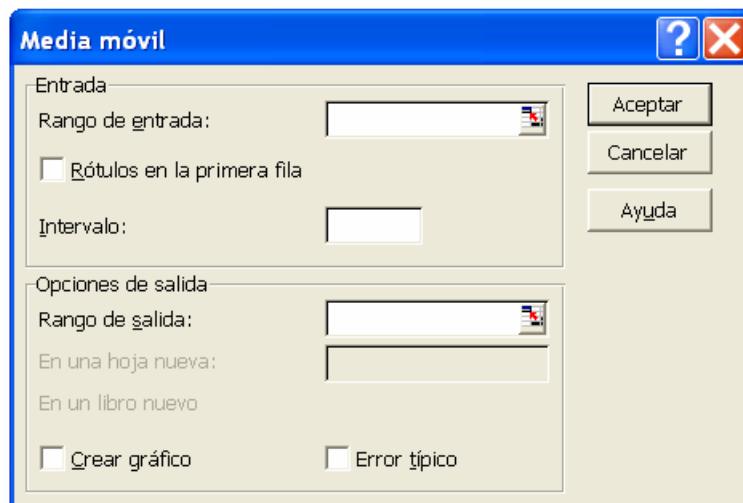 Media móvil
?
Entrada
Rango de entrada:
Rótulos en la primera fila
Intervalo:
Aceptar
Cancelar
Ayuda
Opciones de salida
Rango de salida:
En una hoja nueva:
En un libro nuevo
Crear gráfico
Error típico